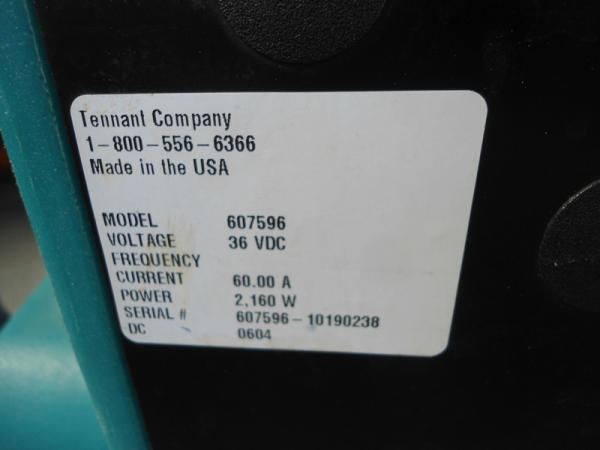 Tennant Company
1-800-556-6366
Made in the USA
MODEL 607596
VOLTAGE 36 VDC
FREQUENCY
CURRENT 60.00 A
POWER 2,160 W
SERIAL # 607596-10190238
DC 0604